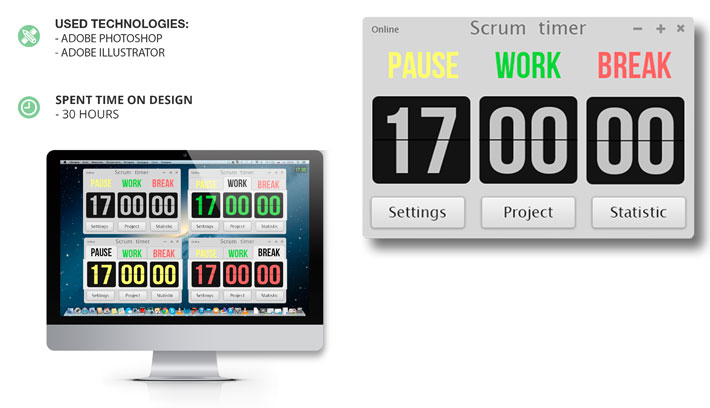 USED TECHNOLOGIES:
- ADOBE PHOTOSHOP
- ADOBE ILLUSTRATOR
SPENT TIME ON DESIGN
- 30 HOURS
Online Scrum timer
PAUSE WORK BREAK
17 00 00
Settings Project Statistic
Online Scrum timer
PAUSE WORK BREAK
17 00 00
Settings Project Statistic
Online Scrum timer
PAUSE WORK BREAK
17 00 00
Settings Project Statistic
Online Scrum timer
PAUSE WORK BREAK
17 00 00
Settings Project Statistic
Online Scrum timer
PAUSE WORK BREAK
17 00 00
Settings Project Statistic